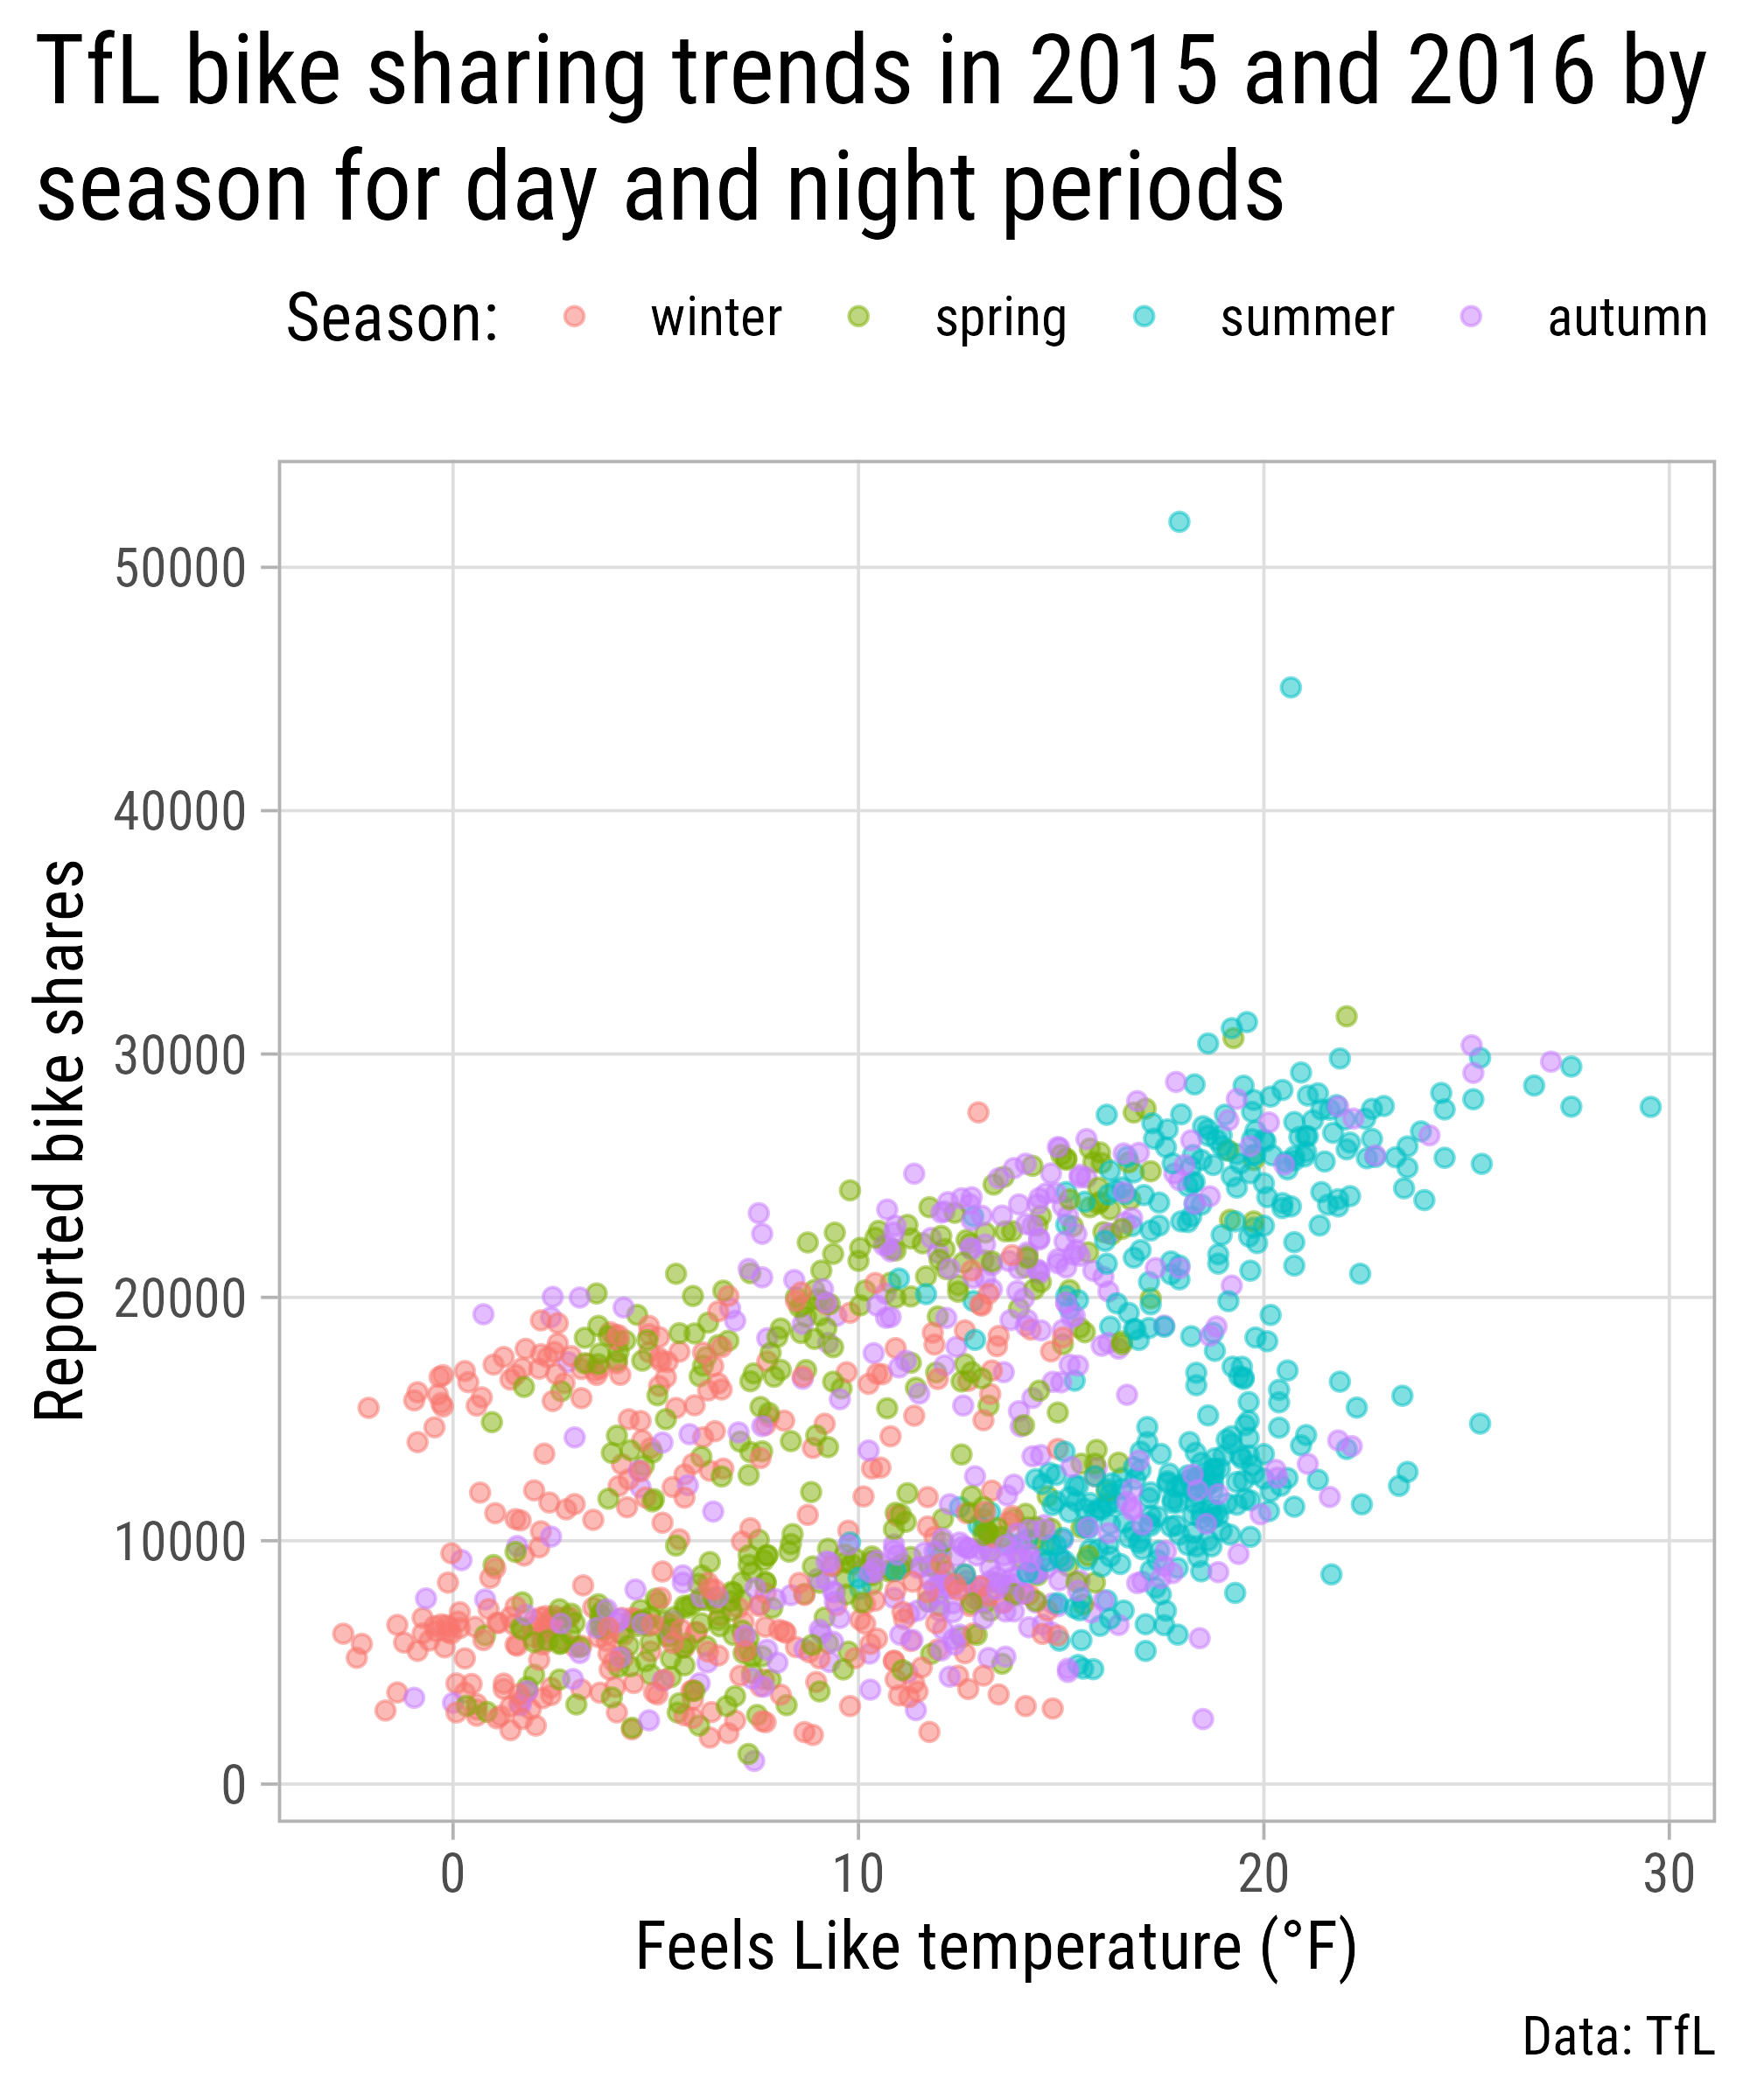 TfL bike sharing trends in 2015 and 2016 by
season for day and night periods
Season: winter spring summer autumn
50000
40000
30000
20000
10000
0
Reported bike shares
0 10 20 30
Feels Like temperature (°F)
Data: TfL